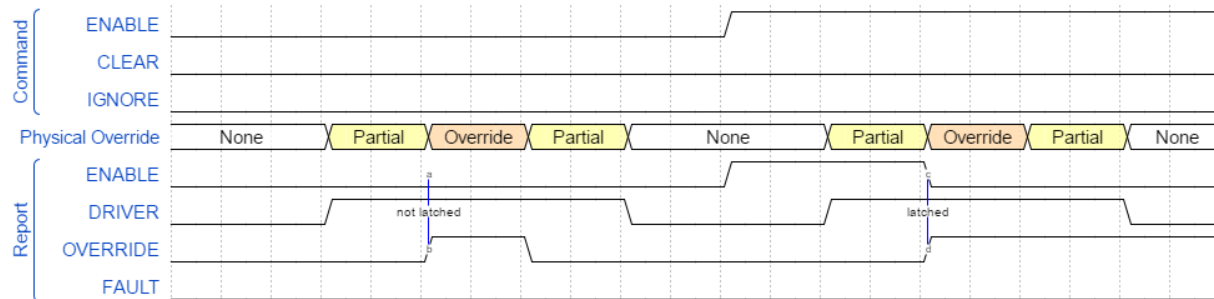 Command
ENABLE
CLEAR
IGNORE
Physical Override None Partial Override Partial None Partial Override Partial None
Report
ENABLE
a c
DRIVER
not latched latched
OVERRIDE
b d
FAULT